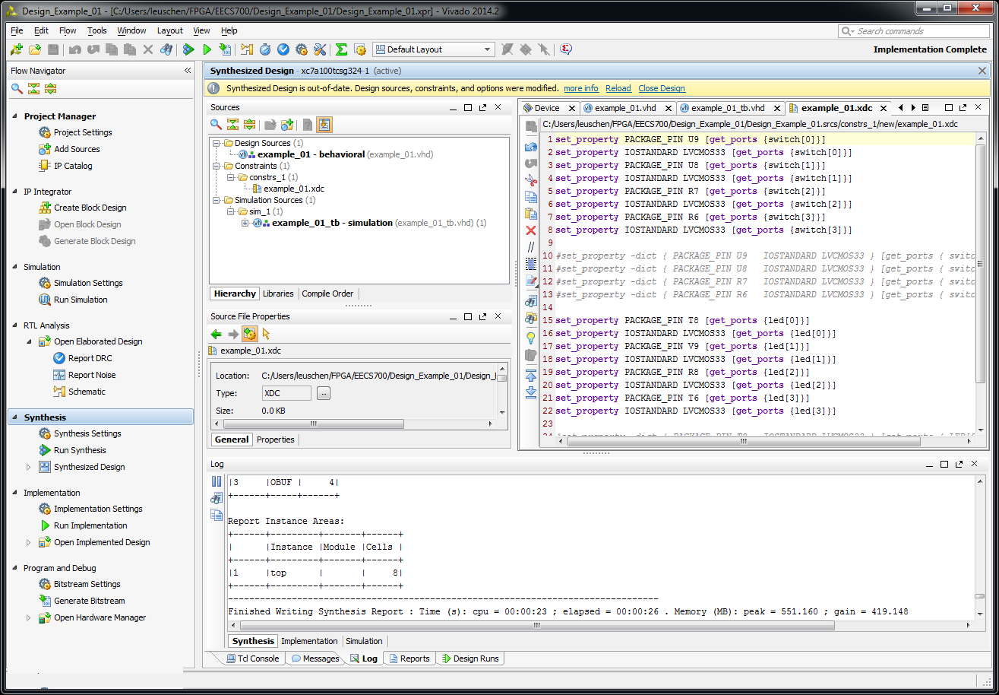 Design_Example_01 - [C:/Users/leuschen/FPGA/EECS700/Design_Example_01/Design_Example_01.xpr] - Vivado 2014.2
File Edit Flow Tools Window Layout View Help
Search commands
Default Layout
Implementation Complete
Flow Navigator
Project Manager
Project Settings
Add Sources
IP Catalog
IP Integrator
Create Block Design
Open Block Design
Generate Block Design
Simulation
Simulation Settings
Run Simulation
RTL Analysis
Open Elaborated Design
Report DRC
Report Noise
Schematic
Synthesis
Synthesis Settings
Run Synthesis
Synthesized Design
Implementation
Implementation Settings
Run Implementation
Open Implemented Design
Program and Debug
Bitstream Settings
Generate Bitstream
Open Hardware Manager
Synthesized Design - xc7a100tcsg324-1 (active)
Synthesized Design is out-of-date. Design sources, constraints, and options were modified. more info Reload Close Design
Sources
Design Sources (1)
example_01 - behavioral (example_01.vhd)
Constraints (1)
constrs_1 (1)
example_01.xdc
Simulation Sources (1)
sim_1 (1)
example_01_tb - simulation (example_01_tb.vhd) (1)
Hierarchy Libraries Compile Order
Source File Properties
example_01.xdc
Location: C:/Users/leuschen/FPGA/EECS700/Design_Example_01/Design_
Type: XDC ...
Size: 0.0 KB
General Properties
Device example_01.vhd example_01_tb.vhd example_01.xdc
C:/Users/leuschen/FPGA/EECS700/Design_Example_01/Design_Example_01.srcs/constrs_1/new/example_01.xdc
1 set_property PACKAGE_PIN U9 [get_ports {switch[0]}]
2 set_property IOSTANDARD LVCMOS33 [get_ports {switch[0]}]
3 set_property PACKAGE_PIN U8 [get_ports {switch[1]}]
4 set_property IOSTANDARD LVCMOS33 [get_ports {switch[1]}]
5 set_property PACKAGE_PIN R7 [get_ports {switch[2]}]
6 set_property IOSTANDARD LVCMOS33 [get_ports {switch[2]}]
7 set_property PACKAGE_PIN R6 [get_ports {switch[3]}]
8 set_property IOSTANDARD LVCMOS33 [get_ports {switch[3]}]
9
10 #set_property -dict { PACKAGE_PIN U9 IOSTANDARD LVCMOS33 } [get_ports { switc
11 #set_property -dict { PACKAGE_PIN U8 IOSTANDARD LVCMOS33 } [get_ports { switc
12 #set_property -dict { PACKAGE_PIN R7 IOSTANDARD LVCMOS33 } [get_ports { switc
13 #set_property -dict { PACKAGE_PIN R6 IOSTANDARD LVCMOS33 } [get_ports { switc
14
15 set_property PACKAGE_PIN T8 [get_ports {led[0]}]
16 set_property IOSTANDARD LVCMOS33 [get_ports {led[0]}]
17 set_property PACKAGE_PIN V9 [get_ports {led[1]}]
18 set_property IOSTANDARD LVCMOS33 [get_ports {led[1]}]
19 set_property PACKAGE_PIN R8 [get_ports {led[2]}]
20 set_property IOSTANDARD LVCMOS33 [get_ports {led[2]}]
21 set_property PACKAGE_PIN T6 [get_ports {led[3]}]
22 set_property IOSTANDARD LVCMOS33 [get_ports {led[3]}]
23
Log
|3 |OBUF | 4|
+------+-----+------+
Report Instance Areas:
+------+---------+-------+------+
| |Instance |Module |Cells |
+------+---------+-------+------+
|1 |top | | 8|
+------+---------+-------+------+
---------------------------------------------------------------------------------
Finished Writing Synthesis Report : Time (s): cpu = 00:00:23 ; elapsed = 00:00:26 . Memory (MB): peak = 551.160 ; gain = 419.148
Synthesis Implementation Simulation
Tcl Console Messages Log Reports Design Runs